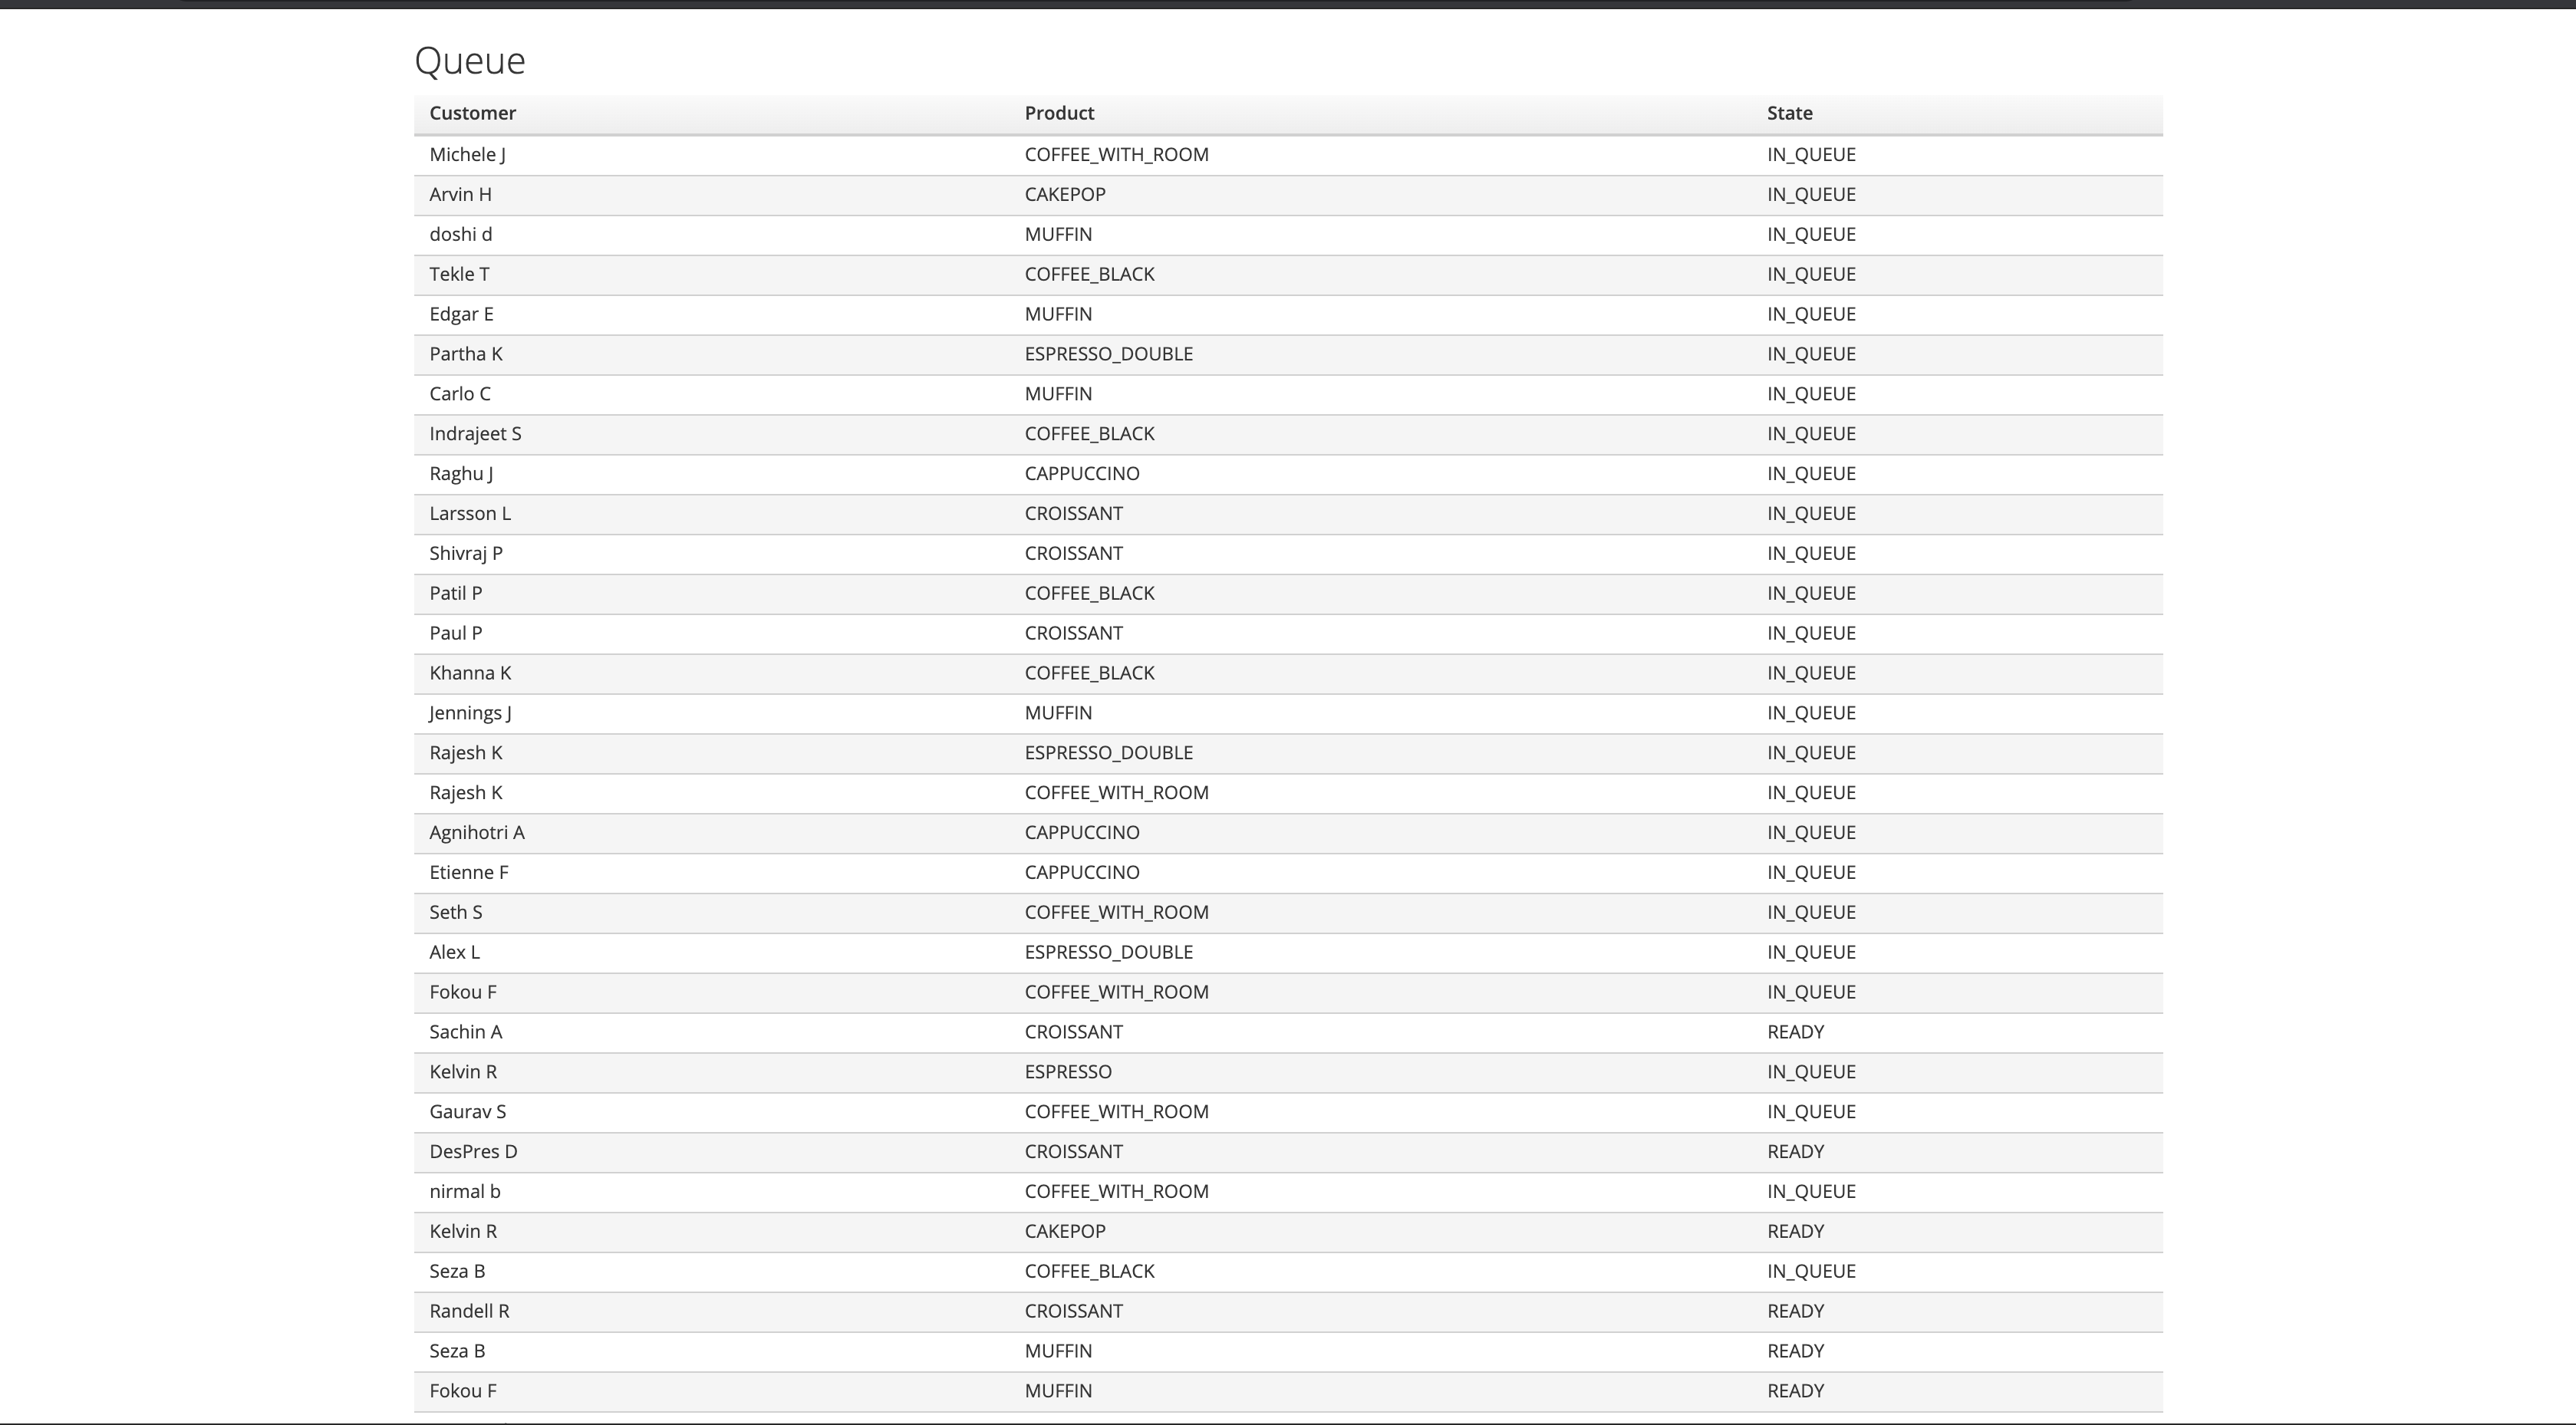 Queue
Customer Product State
Michele J COFFEE_WITH_ROOM IN_QUEUE
Arvin H CAKEPOP IN_QUEUE
doshi d MUFFIN IN_QUEUE
Tekle T COFFEE_BLACK IN_QUEUE
Edgar E MUFFIN IN_QUEUE
Partha K ESPRESSO_DOUBLE IN_QUEUE
Carlo C MUFFIN IN_QUEUE
Indrajeet S COFFEE_BLACK IN_QUEUE
Raghu J CAPPUCCINO IN_QUEUE
Larsson L CROISSANT IN_QUEUE
Shivraj P CROISSANT IN_QUEUE
Patil P COFFEE_BLACK IN_QUEUE
Paul P CROISSANT IN_QUEUE
Khanna K COFFEE_BLACK IN_QUEUE
Jennings J MUFFIN IN_QUEUE
Rajesh K ESPRESSO_DOUBLE IN_QUEUE
Rajesh K COFFEE_WITH_ROOM IN_QUEUE
Agnihotri A CAPPUCCINO IN_QUEUE
Etienne F CAPPUCCINO IN_QUEUE
Seth S COFFEE_WITH_ROOM IN_QUEUE
Alex L ESPRESSO_DOUBLE IN_QUEUE
Fokou F COFFEE_WITH_ROOM IN_QUEUE
Sachin A CROISSANT READY
Kelvin R ESPRESSO IN_QUEUE
Gaurav S COFFEE_WITH_ROOM IN_QUEUE
DesPres D CROISSANT READY
nirmal b COFFEE_WITH_ROOM IN_QUEUE
Kelvin R CAKEPOP READY
Seza B COFFEE_BLACK IN_QUEUE
Randell R CROISSANT READY
Seza B MUFFIN READY
Fokou F MUFFIN READY